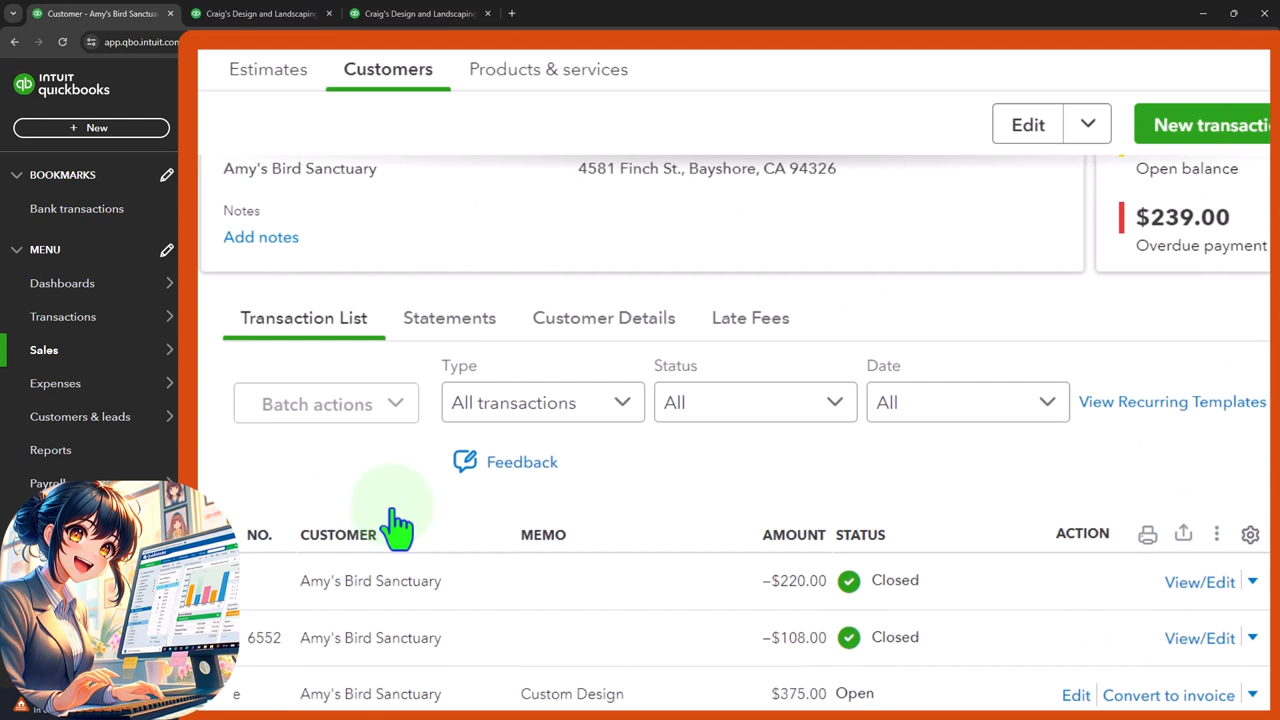 Customer - Amy's Bird Sanctua
Craig's Design and Landscaping
Craig's Design and Landscaping
app.qbo.intuit.com
INTUIT
quickbooks
+ New
BOOKMARKS
Bank transactions
MENU
Dashboards
Transactions
Sales
Expenses
Customers & leads
Reports
Payroll
Estimates
Customers
Products & services
Edit
New transacti
Amy's Bird Sanctuary
4581 Finch St., Bayshore, CA 94326
Open balance
Notes
Add notes
$239.00
Overdue payment
Transaction List
Statements
Customer Details
Late Fees
Type
Status
Date
Batch actions
All transactions
All
All
View Recurring Templates
Feedback
NO. CUSTOMER MEMO AMOUNT STATUS ACTION
Amy's Bird Sanctuary -$220.00 Closed View/Edit
6552 Amy's Bird Sanctuary -$108.00 Closed View/Edit
e Amy's Bird Sanctuary Custom Design $375.00 Open Edit Convert to invoice